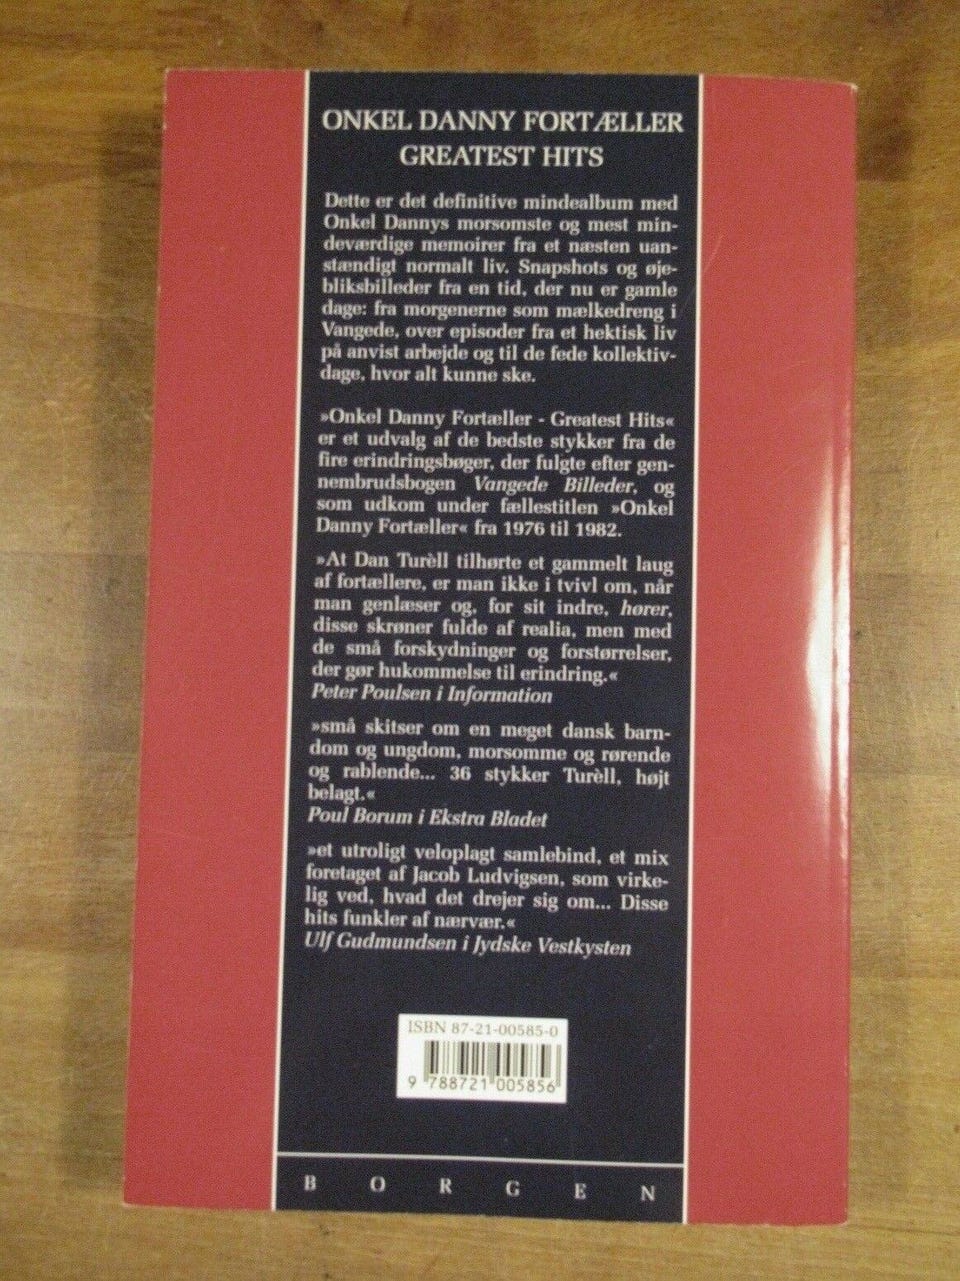 ONKEL DANNY FORTÆLLER
GREATEST HITS
Dette er det definitive mindealbum med
Onkel Dannys morsomste og mest min-
deværdige memoirer fra et næsten uan-
stændigt normalt liv. Snapshots og øje-
bliksbilleder fra en tid, der nu er gamle
dage: fra morgenerne som mælkedreng i
Vangede, over episoder fra et hektisk liv
på anvist arbejde og til de fede kollektiv-
dage, hvor alt kunne ske.
»Onkel Danny Fortæller - Greatest Hits«
er et udvalg af de bedste stykker fra de
fire erindringsbøger, der fulgte efter gen-
nembrudsbogen Vangede Billeder, og
som udkom under fællestitlen »Onkel
Danny Fortæller« fra 1976 til 1982.
»At Dan Turèll tilhørte et gammelt laug
af fortællere, er man ikke i tvivl om, når
man genlæser og, for sit indre, hører,
disse skrøner fulde af realia, men med
de små forskydninger og forstørrelser,
der gør hukommelse til erindring.«
Peter Poulsen i Information
»små skitser om en meget dansk barn-
dom og ungdom, morsomme og rørende
og rablende... 36 stykker Turèll, højt
belagt.«
Poul Borum i Ekstra Bladet
»et utroligt veloplagt samlebind, et mix
foretaget af Jacob Ludvigsen, som virke-
lig ved, hvad det drejer sig om... Disse
hits funkler af nærvær.«
Ulf Gudmundsen i Jydske Vestkysten
ISBN 87-21-00585-0
9 788721 005856
BORGEN